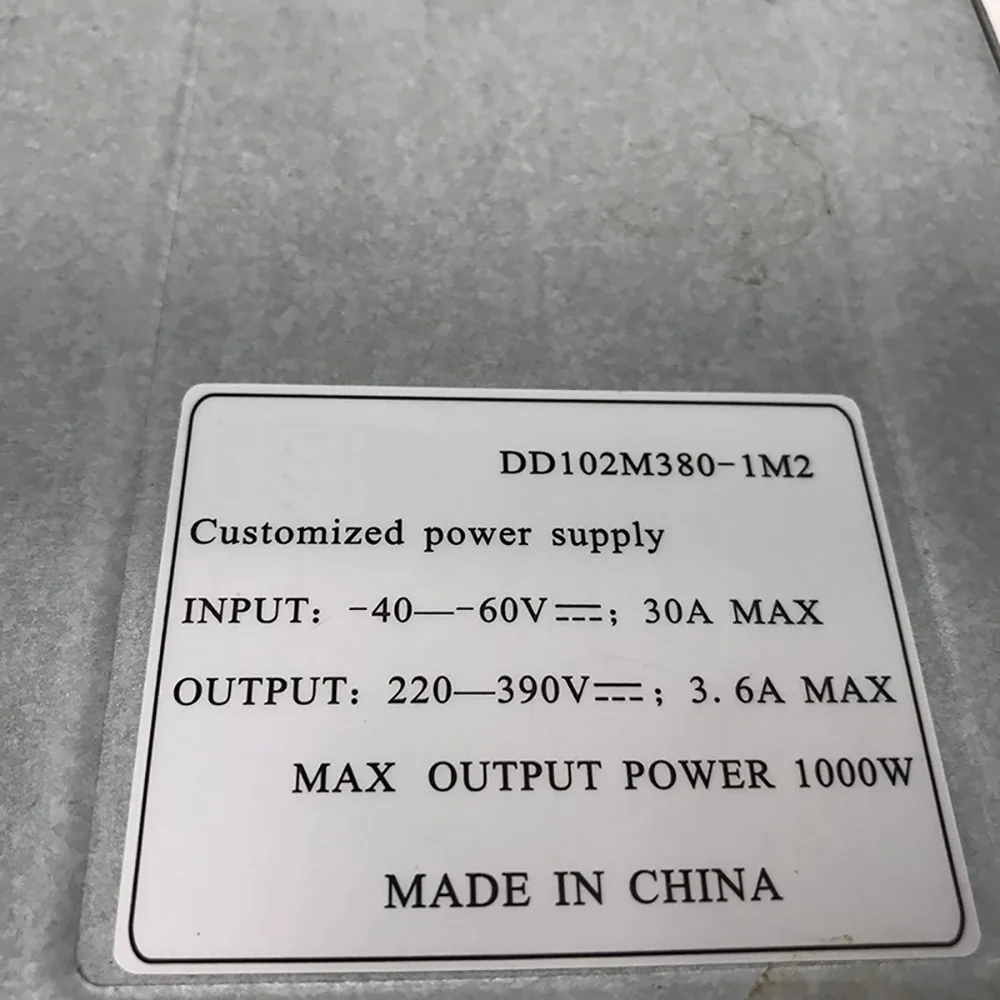 DD102M380-1M2
Customized power supply
INPUT: -40—-60V⎓; 30A MAX
OUTPUT: 220—390V⎓; 3.6A MAX
MAX OUTPUT POWER 1000W
MADE IN CHINA